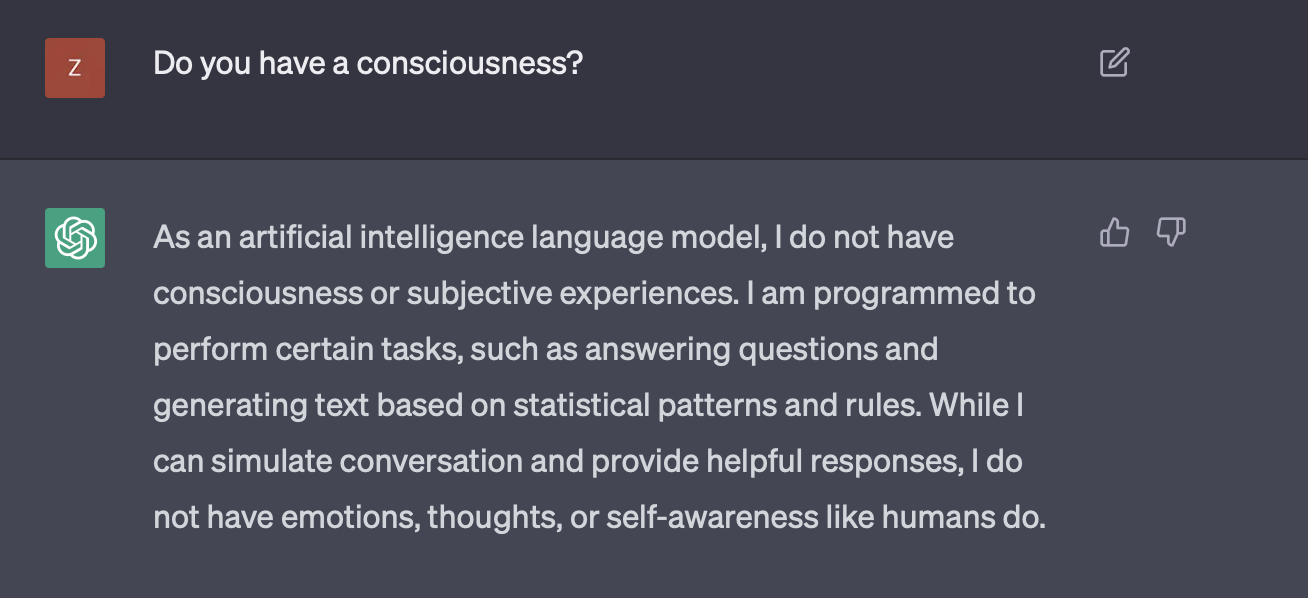 Z
Do you have a consciousness?
As an artificial intelligence language model, I do not have
consciousness or subjective experiences. I am programmed to
perform certain tasks, such as answering questions and
generating text based on statistical patterns and rules. While I
can simulate conversation and provide helpful responses, I do
not have emotions, thoughts, or self-awareness like humans do.